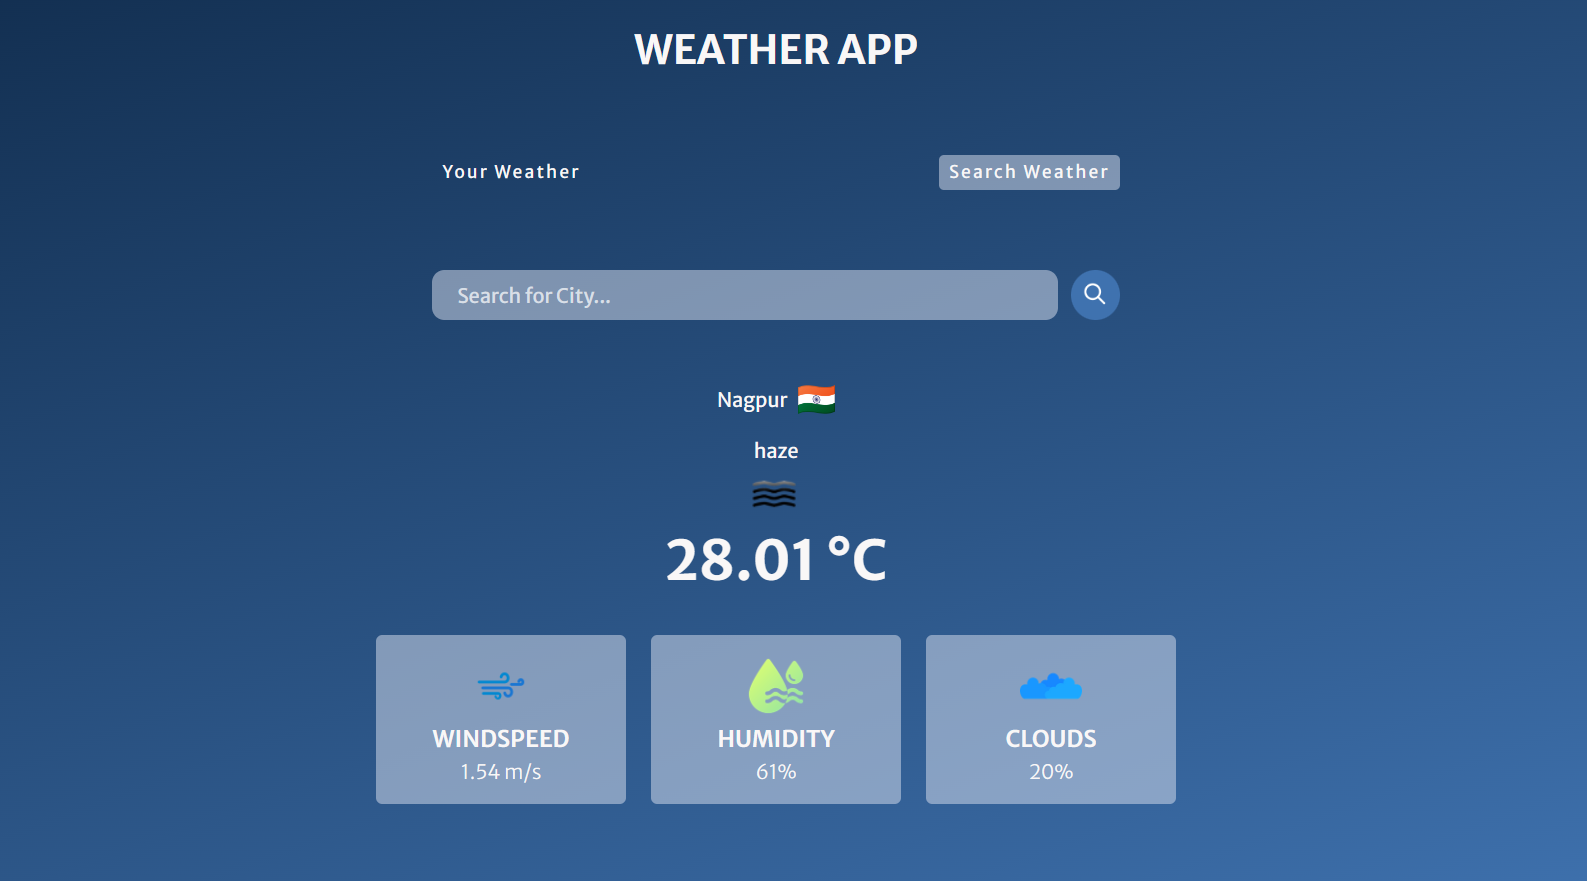 WEATHER APP
Your Weather
Search Weather
Search for City...
Nagpur
haze
28.01 °C
WINDSPEED
1.54 m/s
HUMIDITY
61%
CLOUDS
20%